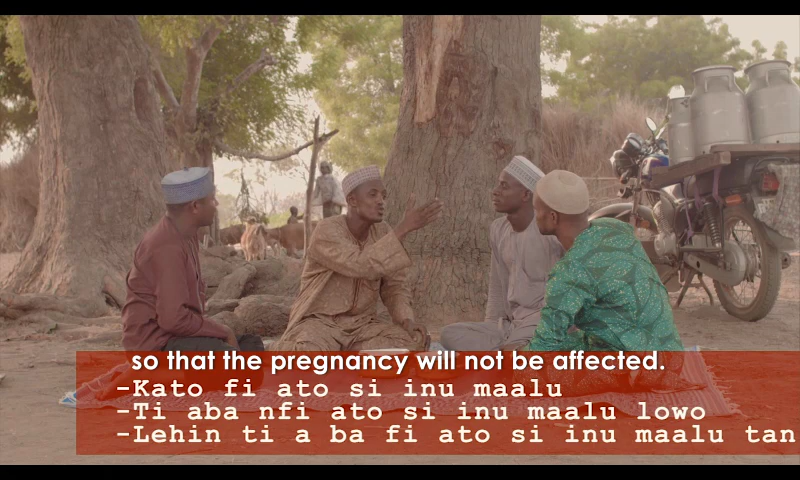 so that the pregnancy will not be affected.
-Kato fi ato si inu maalu
-Ti aba nfi ato si inu maalu lowo
-Lehin ti a ba fi ato si inu maalu tan